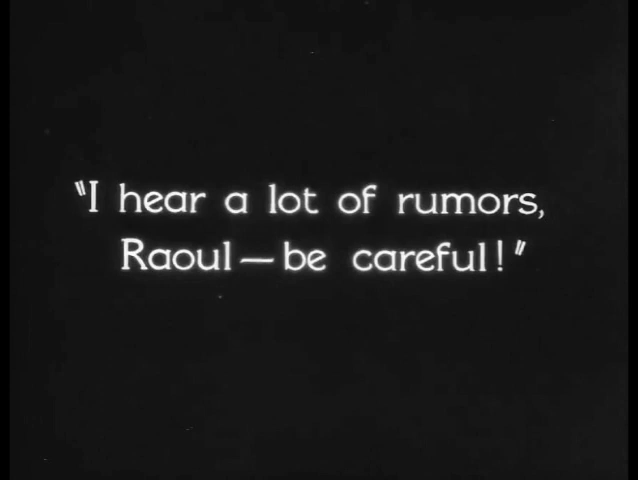 "I hear a lot of rumors,
Raoul — be careful!"